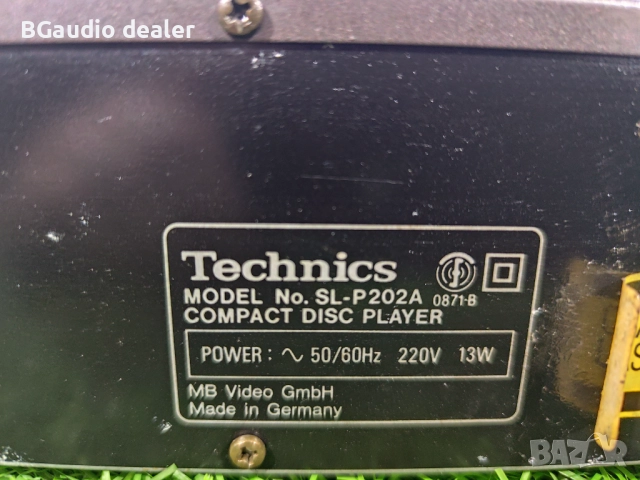 BGaudio dealer
Technics
MODEL No. SL-P202A 0871-B
COMPACT DISC PLAYER
POWER: ∿ 50/60Hz 220V 13W
MB Video GmbH
Made in Germany
BAZAR